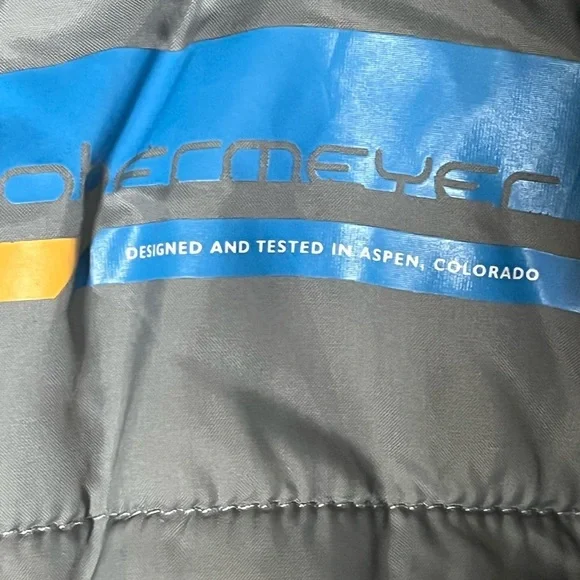 obermeyer
DESIGNED AND TESTED IN ASPEN, COLORADO